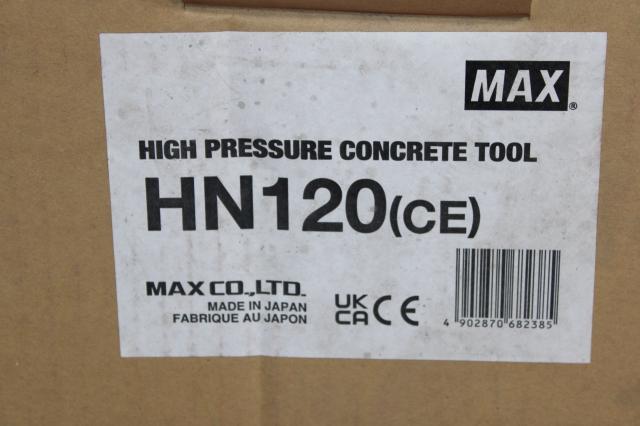 MAX®
HIGH PRESSURE CONCRETE TOOL
HN120(CE)
MAX CO.,LTD.
MADE IN JAPAN
FABRIQUE AU JAPON
UK
CA CE
4 902870 682385